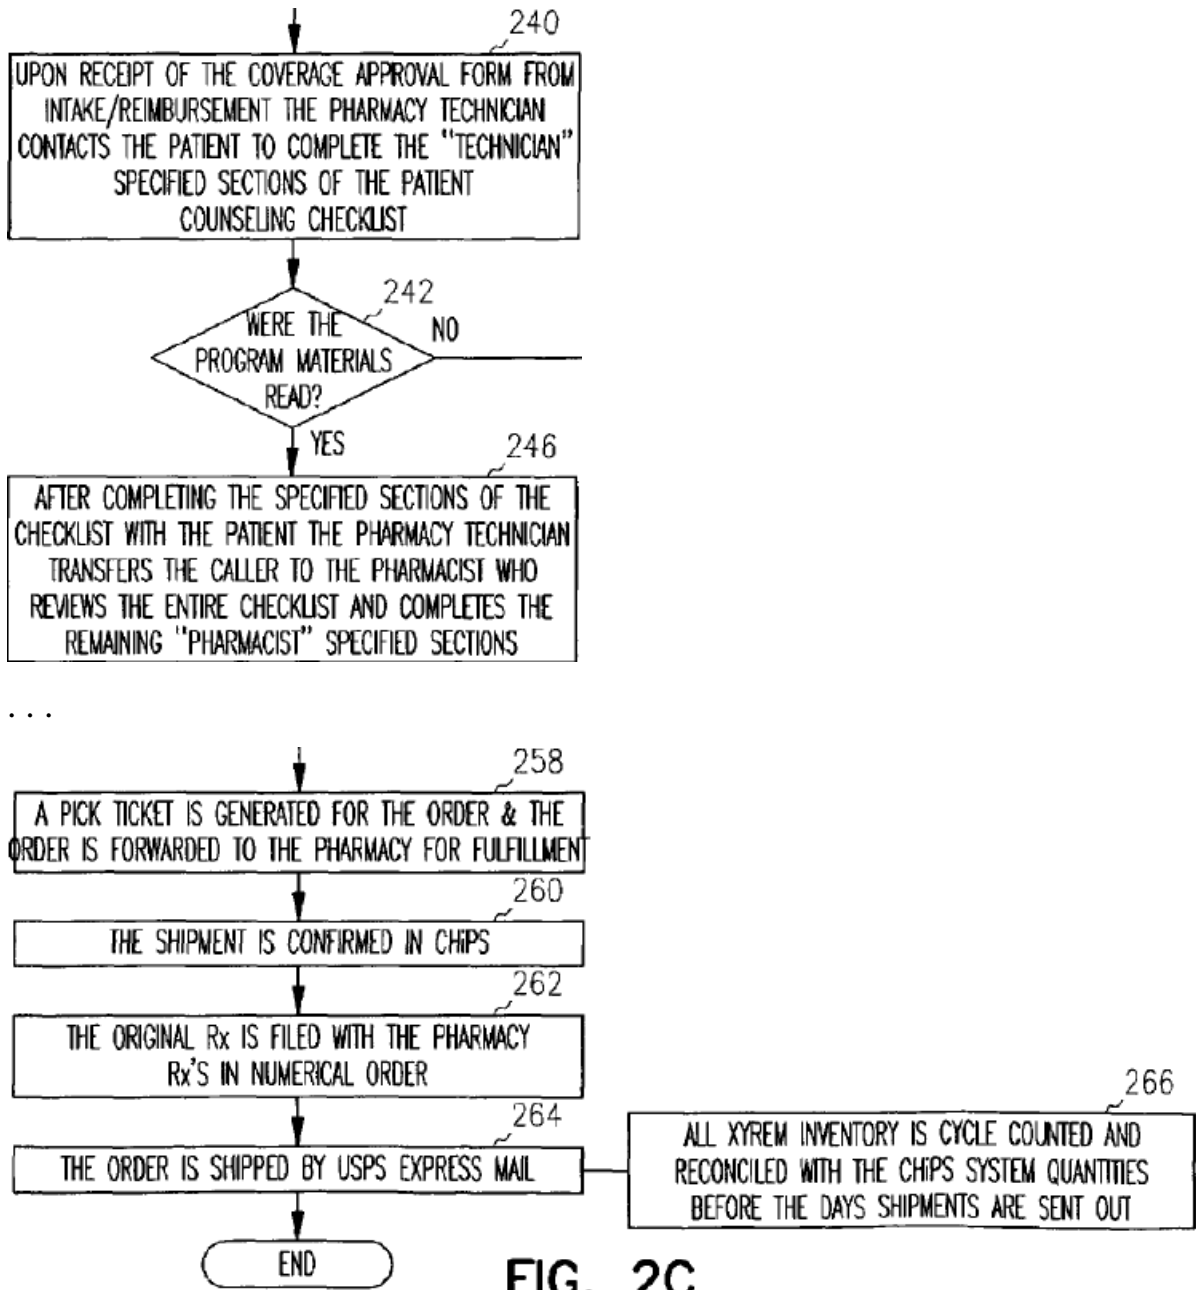 240
UPON RECEIPT OF THE COVERAGE APPROVAL FORM FROM
INTAKE/REIMBURSEMENT THE PHARMACY TECHNICIAN
CONTACTS THE PATIENT TO COMPLETE THE "TECHNICIAN"
SPECIFIED SECTIONS OF THE PATIENT
COUNSELING CHECKLIST
242
WERE THE
PROGRAM MATERIALS
READ?
NO
YES
246
AFTER COMPLETING THE SPECIFIED SECTIONS OF THE
CHECKLIST WITH THE PATIENT THE PHARMACY TECHNICIAN
TRANSFERS THE CALLER TO THE PHARMACIST WHO
REVIEWS THE ENTIRE CHECKLIST AND COMPLETES THE
REMAINING "PHARMACIST" SPECIFIED SECTIONS
. . .
258
A PICK TICKET IS GENERATED FOR THE ORDER & THE
ORDER IS FORWARDED TO THE PHARMACY FOR FULFILLMENT
260
THE SHIPMENT IS CONFIRMED IN CHiPS
262
THE ORIGINAL Rx IS FILED WITH THE PHARMACY
Rx'S IN NUMERICAL ORDER
264
THE ORDER IS SHIPPED BY USPS EXPRESS MAIL
266
ALL XYREM INVENTORY IS CYCLE COUNTED AND
RECONCILED WITH THE CHiPS SYSTEM QUANTITIES
BEFORE THE DAYS SHIPMENTS ARE SENT OUT
END
FIG. 2C